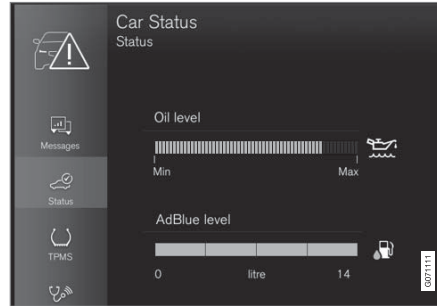 Car Status
Status
Messages
Status
TPMS
Oil level
Min Max
AdBlue level
0 litre 14
G071111